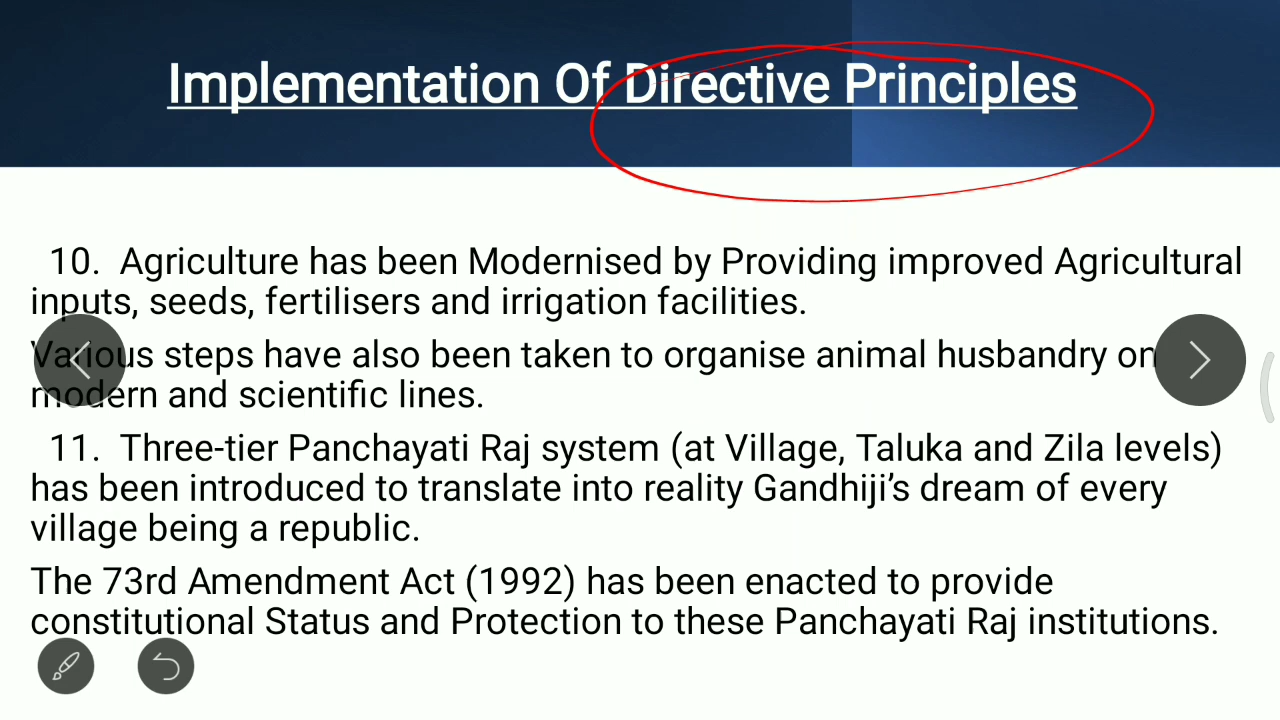 Implementation Of Directive Principles
10. Agriculture has been Modernised by Providing improved Agricultural
inputs, seeds, fertilisers and irrigation facilities.
Various steps have also been taken to organise animal husbandry on
modern and scientific lines.
11. Three-tier Panchayati Raj system (at Village, Taluka and Zila levels)
has been introduced to translate into reality Gandhiji’s dream of every
village being a republic.
The 73rd Amendment Act (1992) has been enacted to provide
constitutional Status and Protection to these Panchayati Raj institutions.